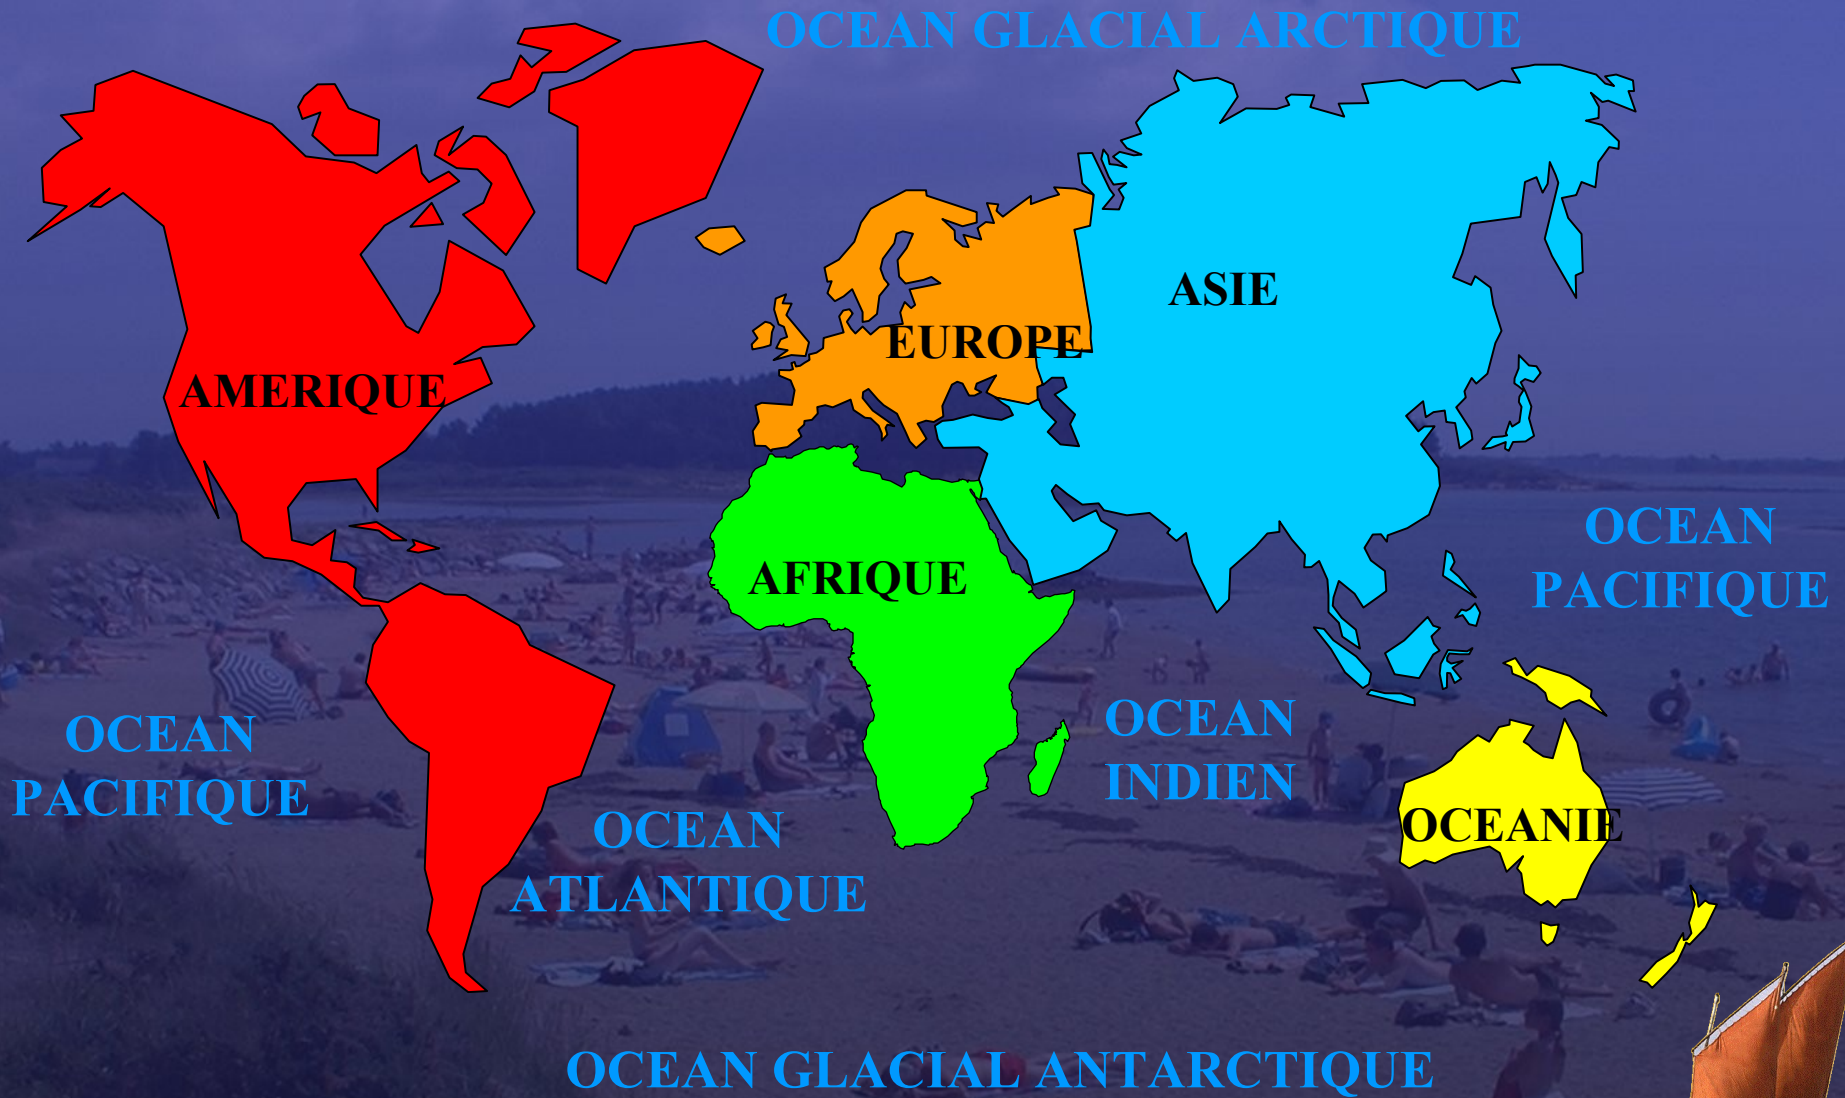 OCEAN GLACIAL ARCTIQUE
ASIE
EUROPE
AMERIQUE
OCEAN
PACIFIQUE
AFRIQUE
OCEAN
INDIEN
OCEAN
PACIFIQUE
OCEANIE
OCEAN
ATLANTIQUE
OCEAN GLACIAL ANTARCTIQUE